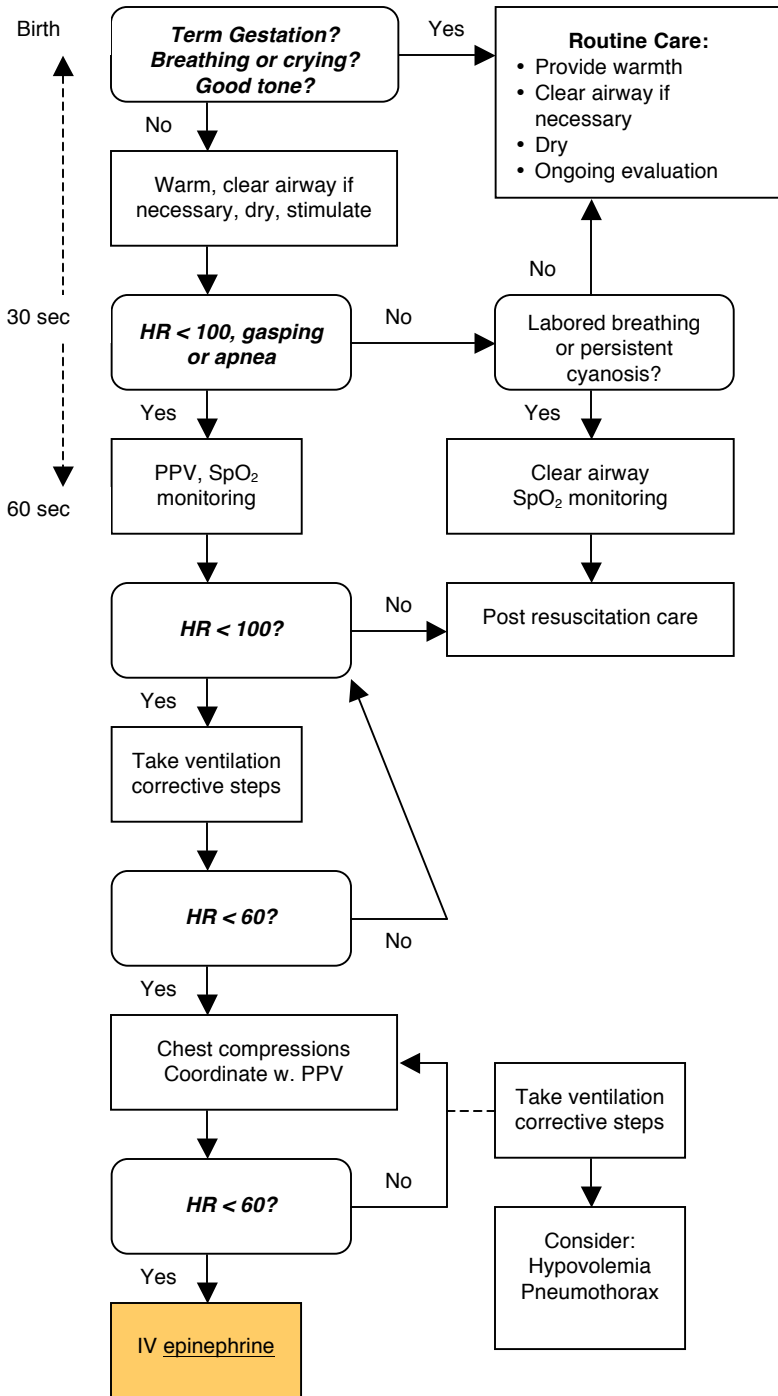 Birth
Term Gestation?
Breathing or crying?
Good tone?
Yes
Routine Care:
• Provide warmth
• Clear airway if
necessary
• Dry
• Ongoing evaluation
No
Warm, clear airway if
necessary, dry, stimulate
No
30 sec
HR < 100, gasping
or apnea
No
Labored breathing
or persistent
cyanosis?
Yes
Yes
PPV, SpO₂
monitoring
Clear airway
SpO₂ monitoring
60 sec
HR < 100?
No
Post resuscitation care
Yes
Take ventilation
corrective steps
HR < 60?
No
Yes
Chest compressions
Coordinate w. PPV
Take ventilation
corrective steps
HR < 60?
No
Consider:
Hypovolemia
Pneumothorax
Yes
IV epinephrine